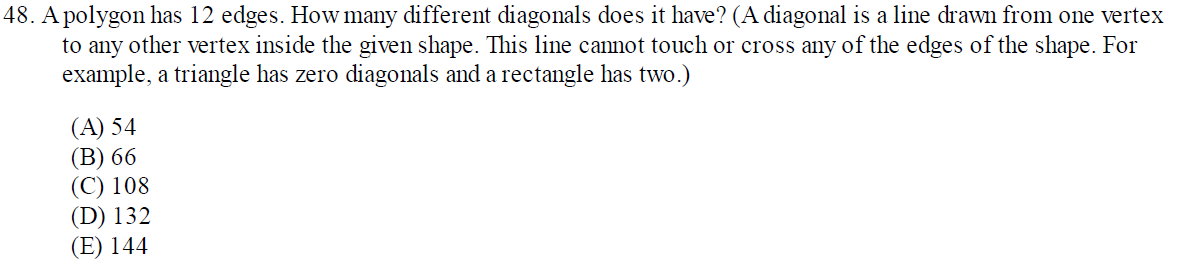 48. A polygon has 12 edges. How many different diagonals does it have? (A diagonal is a line drawn from one vertex
to any other vertex inside the given shape. This line cannot touch or cross any of the edges of the shape. For
example, a triangle has zero diagonals and a rectangle has two.)
(A) 54
(B) 66
(C) 108
(D) 132
(E) 144